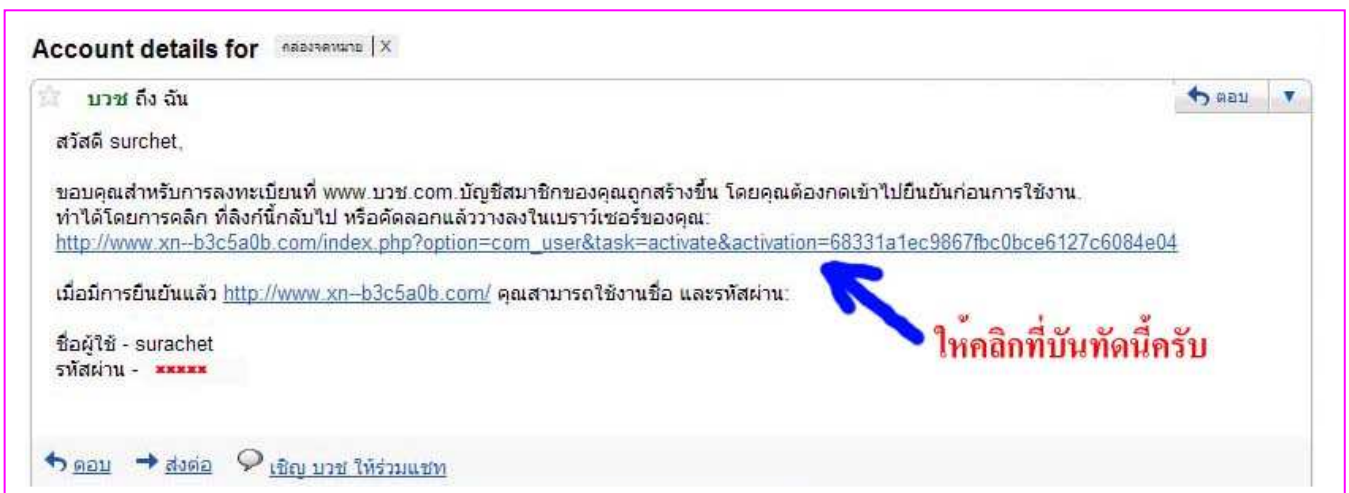 Account details for กล่องจดหมาย X
บวช ถึง ฉัน
ตอบ
สวัสดี surchet,
ขอบคุณสำหรับการลงทะเบียนที่ www.บวช.com.บัญชีสมาชิกของคุณถูกสร้างขึ้น โดยคุณต้องกดเข้าไปยืนยันก่อนการใช้งาน.
ทำได้โดยการคลิก ที่ลิงก์นี้กลับไป หรือคัดลอกแล้ววางลงในเบราว์เซอร์ของคุณ:
http://www.xn--b3c5a0b.com/index.php?option=com_user&task=activate&activation=68331a1ec9867fbc0bce6127c6084e04
เมื่อมีการยืนยันแล้ว http://www.xn--b3c5a0b.com/ คุณสามารถใช้งานชื่อ และรหัสผ่าน:
ให้คลิกที่บันทัดนี้ครับ
ชื่อผู้ใช้ - surachet
รหัสผ่าน - xxxxx
ตอบ ส่งต่อ เชิญ บวช ให้ร่วมแชท